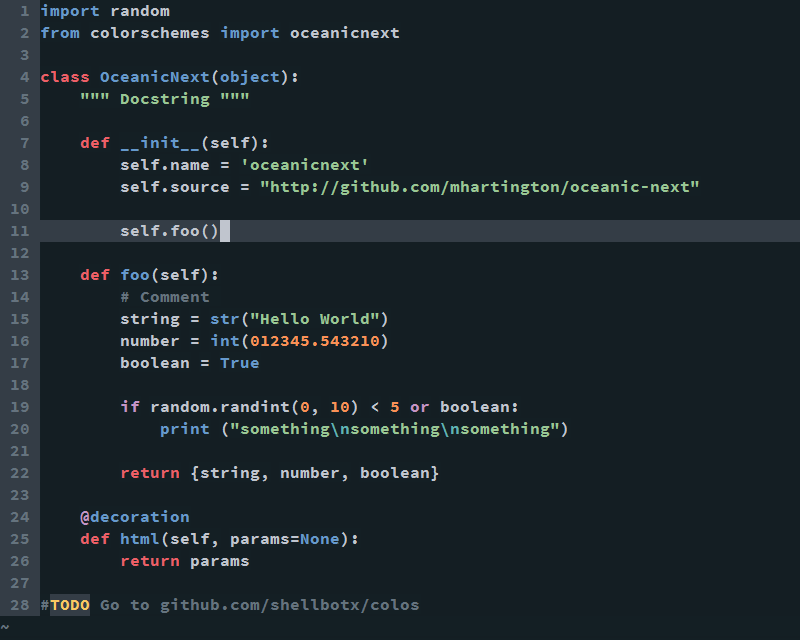 1 import random
2 from colorschemes import oceanicnext
3
4 class OceanicNext(object):
5     """ Docstring """
6
7     def __init__(self):
8         self.name = 'oceanicnext'
9         self.source = "http://github.com/mhartington/oceanic-next"
10
11         self.foo()
12
13     def foo(self):
14         # Comment
15         string = str("Hello World")
16         number = int(012345.543210)
17         boolean = True
18
19         if random.randint(0, 10) < 5 or boolean:
20             print ("something\nsomething\nsomething")
21
22         return {string, number, boolean}
23
24     @decoration
25     def html(self, params=None):
26         return params
27
28 #TODO Go to github.com/shellbotx/colos
~